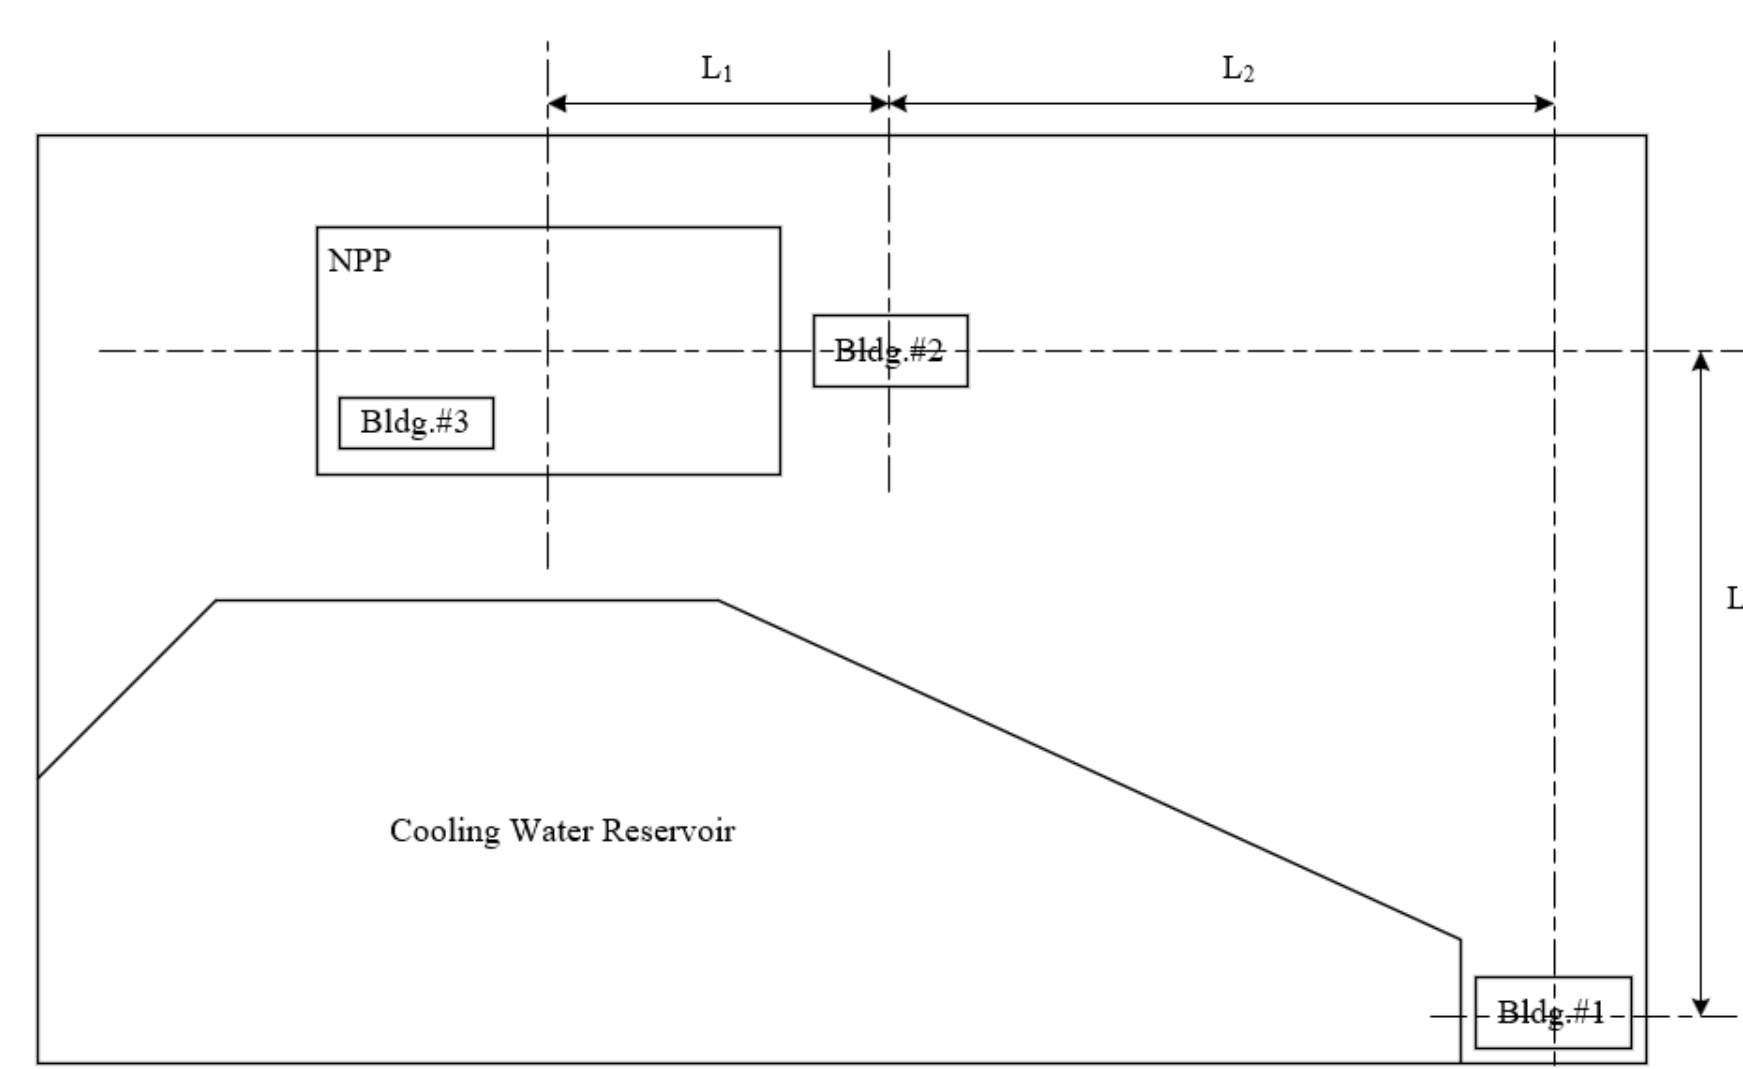 L₁
L₂
NPP
Bldg.#2
Bldg.#3
L
Cooling Water Reservoir
Bldg.#1